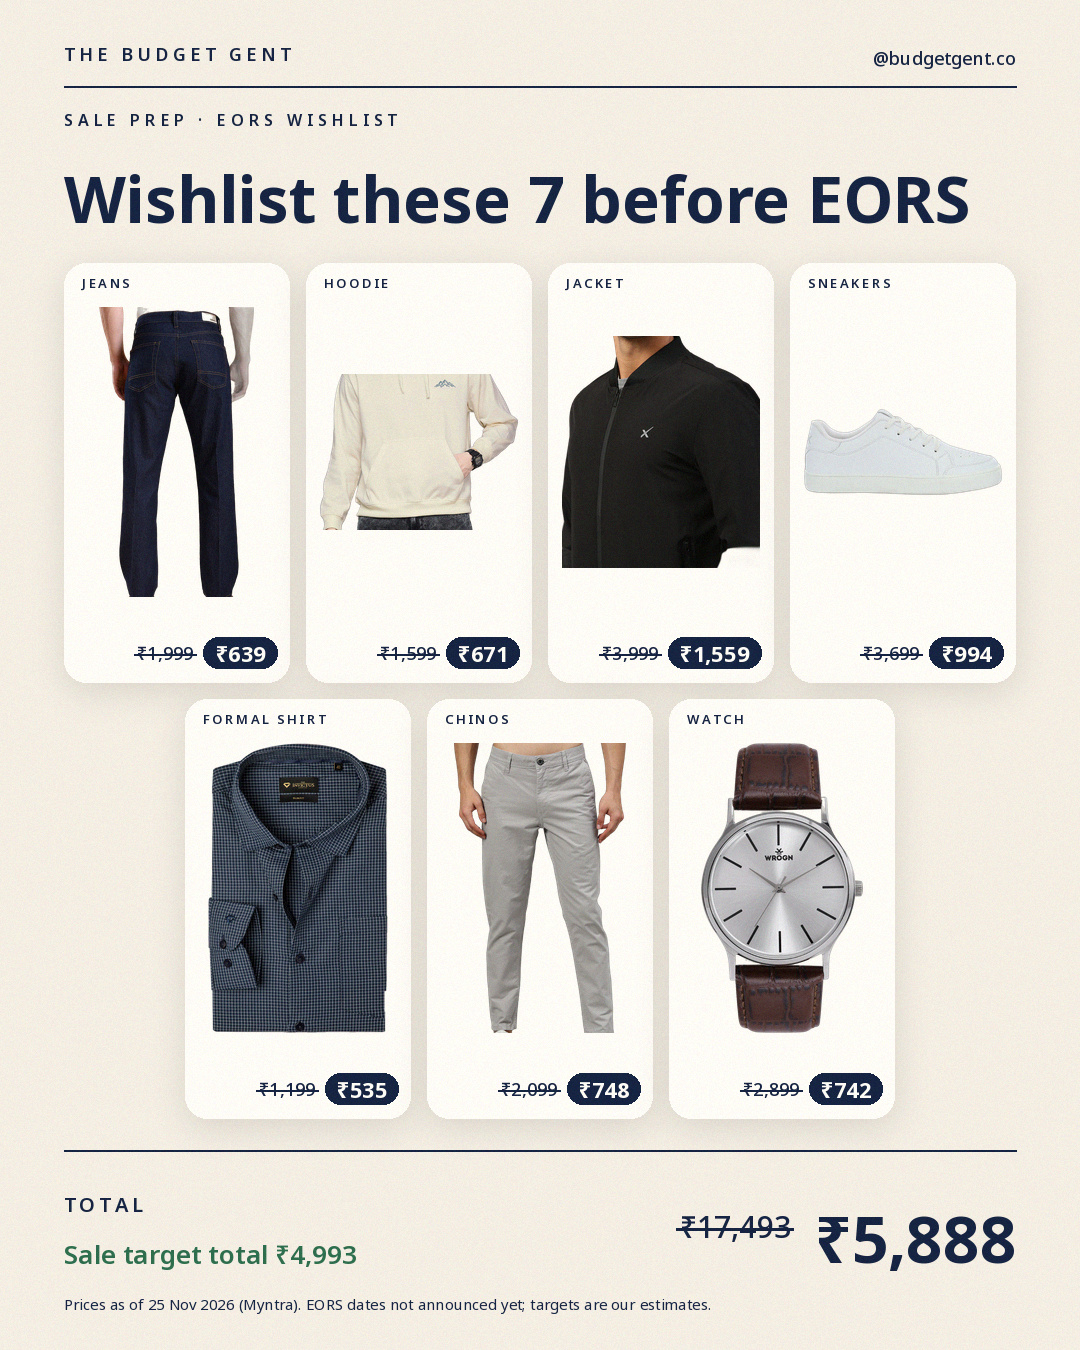 THE BUDGET GENT
@budgetgent.co
SALE PREP · EORS WISHLIST
Wishlist these 7 before EORS
JEANS
₹1,999 ₹639
HOODIE
₹1,599 ₹671
JACKET
₹3,999 ₹1,559
SNEAKERS
₹3,699 ₹994
FORMAL SHIRT
INVICTUS
₹1,199 ₹535
CHINOS
₹2,099 ₹748
WATCH
WROGN
₹2,899 ₹742
TOTAL
₹17,493 ₹5,888
Sale target total ₹4,993
Prices as of 25 Nov 2026 (Myntra). EORS dates not announced yet; targets are our estimates.